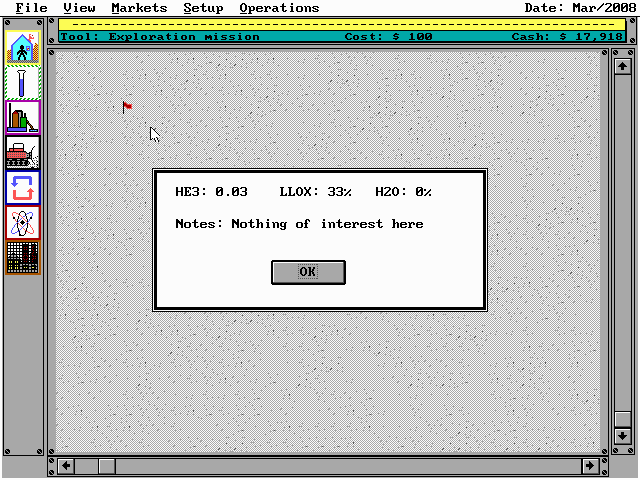 File View Markets Setup Operations Date: Mar/2008
Tool: Exploration mission Cost: $ 100 Cash: $ 17,918
HE3: 0.03 LLOX: 33% H2O: 0%
Notes: Nothing of interest here
OK